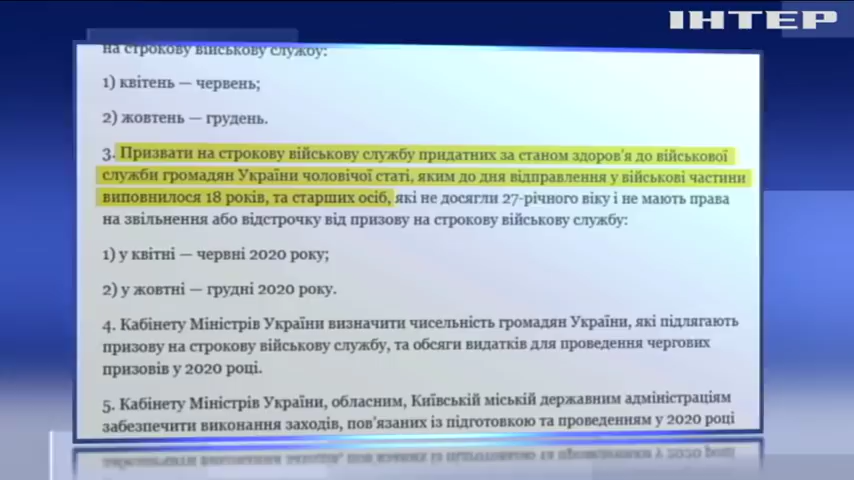 ІНТЕР
на строкову військову службу:
1) квітень — червень;
2) жовтень — грудень.
3. Призвати на строкову військову службу придатних за станом здоров'я до військової
служби громадян України чоловічої статі, яким до дня відправлення у військові частини
виповнилося 18 років, та старших осіб, які не досягли 27-річного віку і не мають права
на звільнення або відстрочку від призову на строкову військову службу:
1) у квітні — червні 2020 року;
2) у жовтні — грудні 2020 року.
4. Кабінету Міністрів України визначити чисельність громадян України, які підлягають
призову на строкову військову службу, та обсяги видатків для проведення чергових
призовів у 2020 році.
5. Кабінету Міністрів України, обласним, Київській міській державним адміністраціям
забезпечити виконання заходів, пов'язаних із підготовкою та проведенням у 2020 році